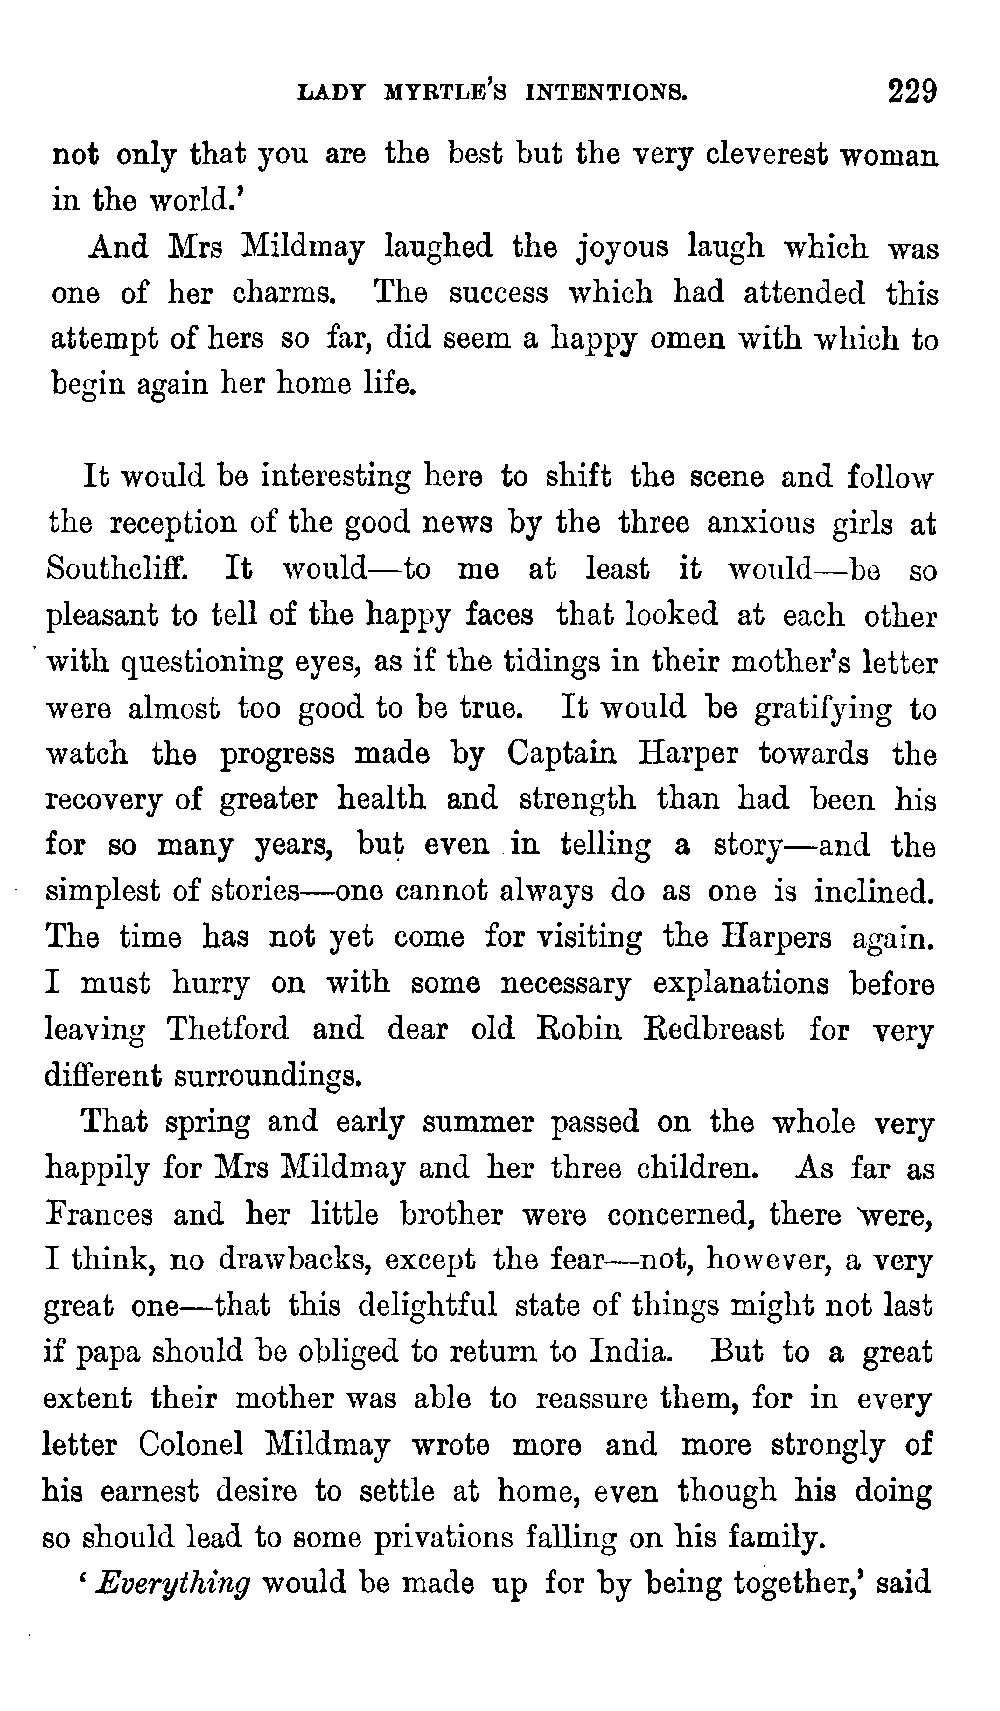 LADY MYRTLE'S INTENTIONS. 229
not only that you are the best but the very cleverest woman
in the world.'
And Mrs Mildmay laughed the joyous laugh which was
one of her charms. The success which had attended this
attempt of hers so far, did seem a happy omen with which to
begin again her home life.
It would be interesting here to shift the scene and follow
the reception of the good news by the three anxious girls at
Southcliff. It would—to me at least it would—be so
pleasant to tell of the happy faces that looked at each other
with questioning eyes, as if the tidings in their mother's letter
were almost too good to be true. It would be gratifying to
watch the progress made by Captain Harper towards the
recovery of greater health and strength than had been his
for so many years, but even in telling a story—and the
simplest of stories—one cannot always do as one is inclined.
The time has not yet come for visiting the Harpers again.
I must hurry on with some necessary explanations before
leaving Thetford and dear old Robin Redbreast for very
different surroundings.
That spring and early summer passed on the whole very
happily for Mrs Mildmay and her three children. As far as
Frances and her little brother were concerned, there were,
I think, no drawbacks, except the fear—not, however, a very
great one—that this delightful state of things might not last
if papa should be obliged to return to India. But to a great
extent their mother was able to reassure them, for in every
letter Colonel Mildmay wrote more and more strongly of
his earnest desire to settle at home, even though his doing
so should lead to some privations falling on his family.
'Everything would be made up for by being together,' said